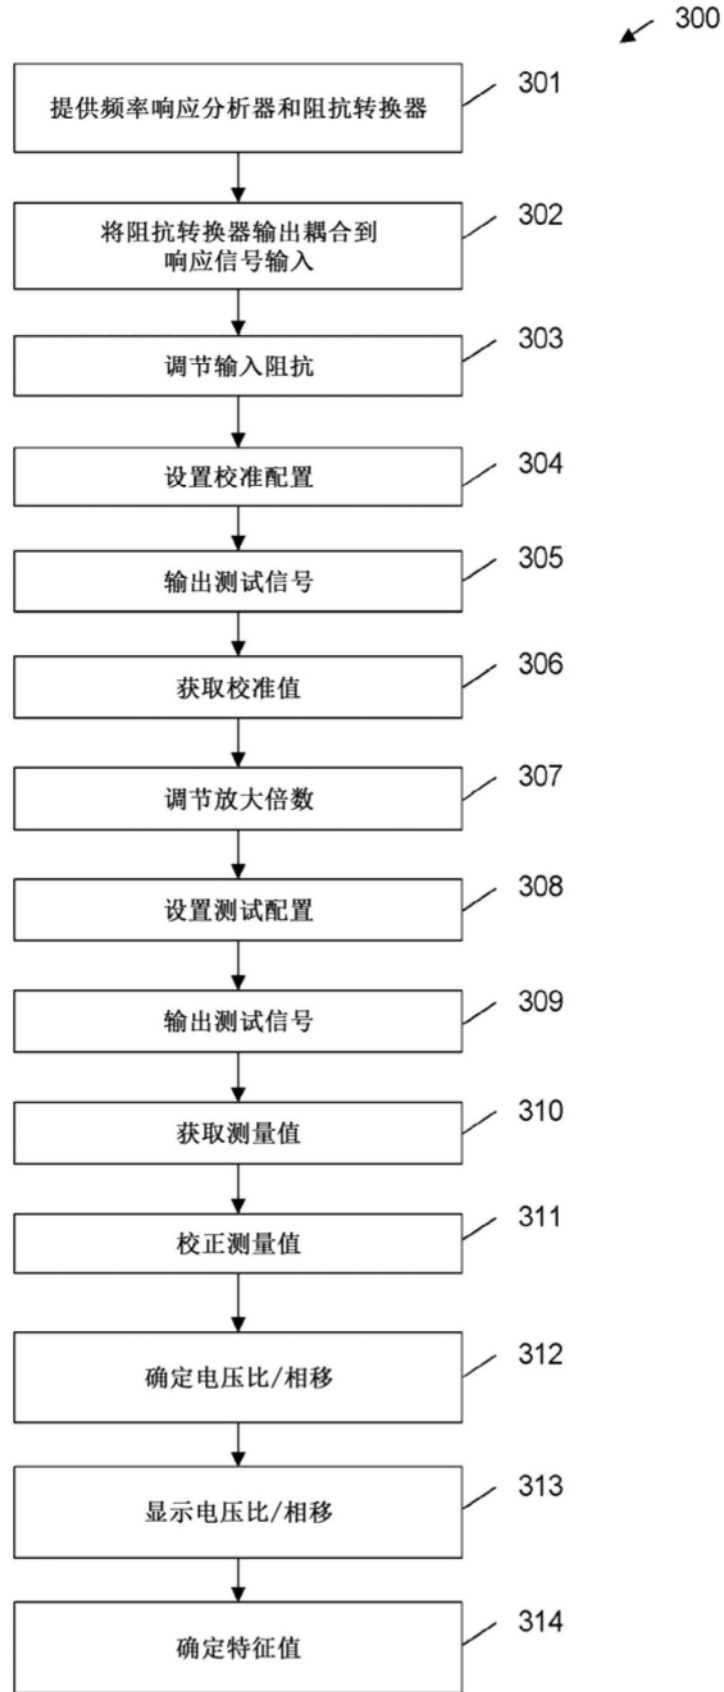 300
提供频率响应分析器和阻抗转换器
301
将阻抗转换器输出耦合到
响应信号输入
302
调节输入阻抗
303
设置校准配置
304
输出测试信号
305
获取校准值
306
调节放大倍数
307
设置测试配置
308
输出测试信号
309
获取测量值
310
校正测量值
311
确定电压比/相移
312
显示电压比/相移
313
确定特征值
314